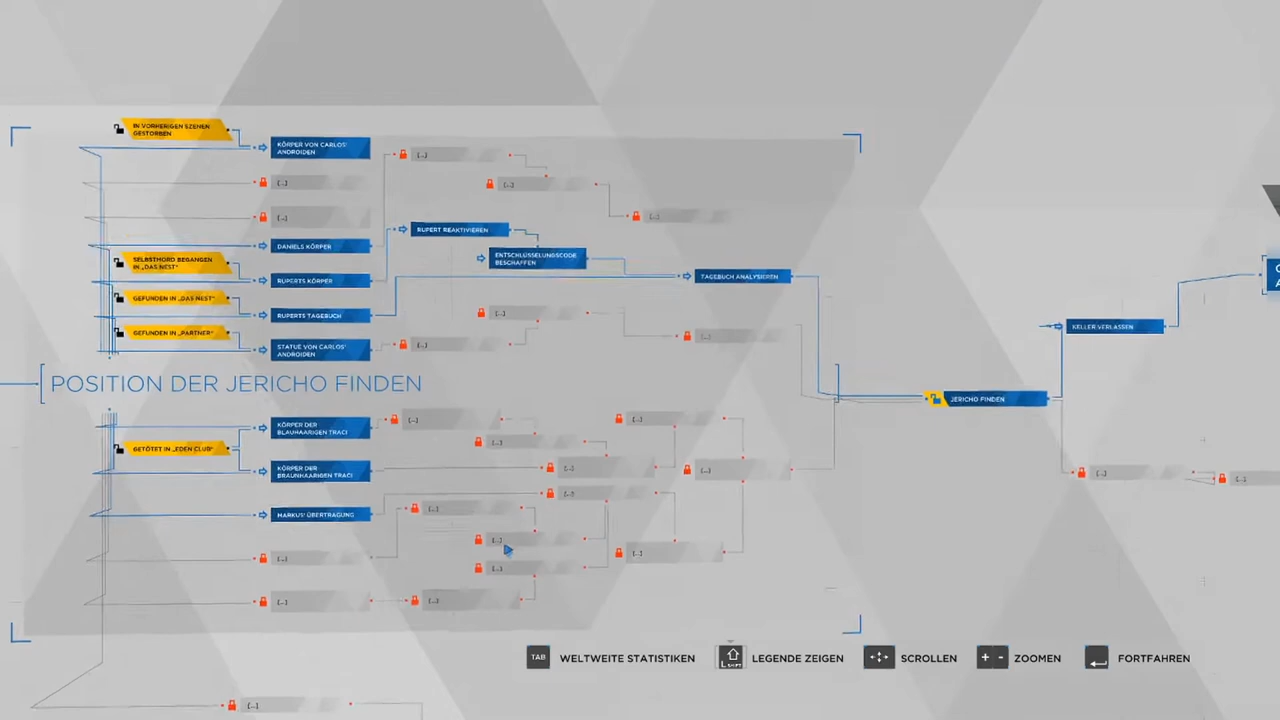 IN VORHERIGEN SZENEN
GESTORBEN
KÖRPER VON CARLOS'
ANDROIDEN
[...]
[...]
[...]
[...]
[...]
RUPERT REAKTIVIEREN
DANIELS KÖRPER
SELBSTMORD BEGANGEN
IN „DAS NEST"
ENTSCHLÜSSELUNGSCODE
BESCHAFFEN
RUPERTS KÖRPER
TAGEBUCH ANALYSIEREN
GEFUNDEN IN „DAS NEST"
RUPERTS TAGEBUCH
[...]
GEFUNDEN IN „PARTNER"
STATUE VON CARLOS'
ANDROIDEN
[...]
[...]
KELLER VERLASSEN
POSITION DER JERICHO FINDEN
JERICHO FINDEN
KÖRPER DER
BLAUHAARIGEN TRACI
[...]
[...]
[...]
GETÖTET IN „EDEN CLUB"
KÖRPER DER
BRAUNHAARIGEN TRACI
[...]
[...]
[...]
[...]
[...]
MARKUS' ÜBERTRAGUNG
[...]
[...]
[...]
[...]
[...]
[...]
[...]
[...]
TAB WELTWEITE STATISTIKEN
SHIFT LEGENDE ZEIGEN
SCROLLEN
+ - ZOOMEN
FORTFAHREN
[...]